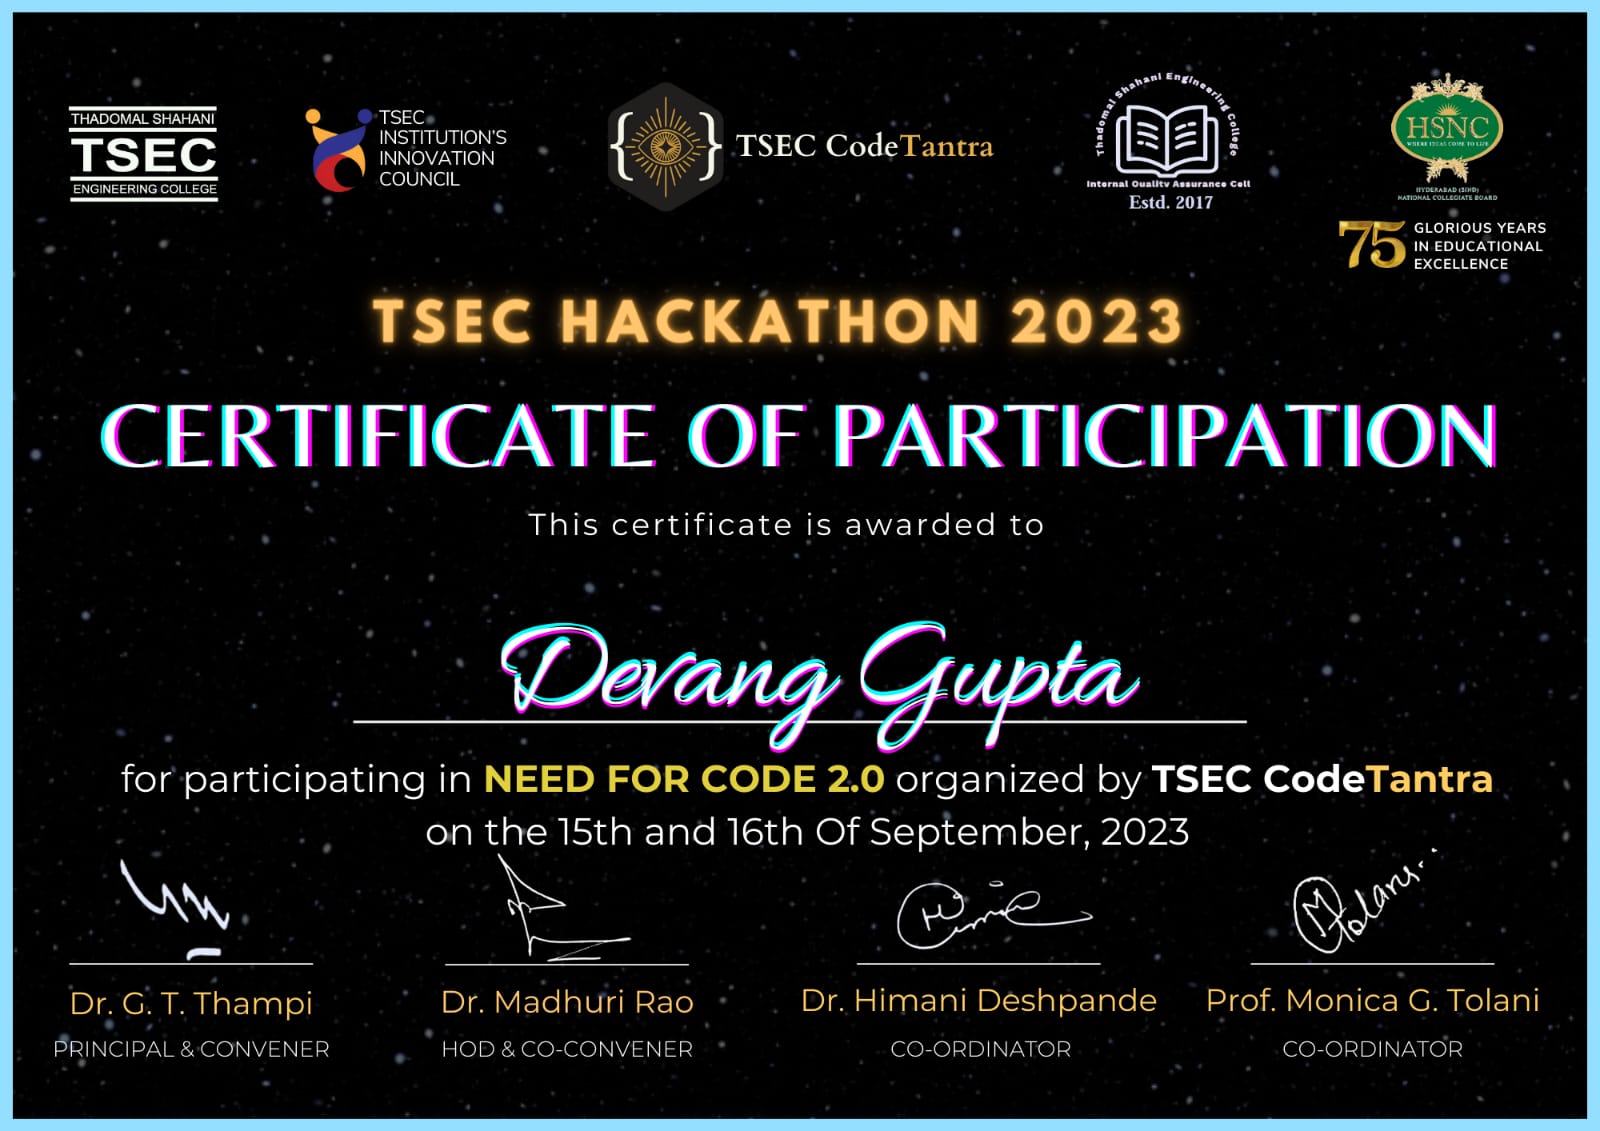 THADOMAL SHAHANI
TSEC
ENGINEERING COLLEGE
TSEC
INSTITUTION'S
INNOVATION
COUNCIL
{ } TSEC CodeTantra
Thadomal Shahani Engineering College
Internal Quality Assurance Cell
Estd. 2017
HSNC
WHERE IDEAS COME TO LIFE
HYDERABAD (SIND)
NATIONAL COLLEGIATE BOARD
75 GLORIOUS YEARS
IN EDUCATIONAL
EXCELLENCE
TSEC HACKATHON 2023
CERTIFICATE OF PARTICIPATION
This certificate is awarded to
Devang Gupta
for participating in NEED FOR CODE 2.0 organized by TSEC CodeTantra
on the 15th and 16th Of September, 2023
MTolani..
Dr. G. T. Thampi
PRINCIPAL & CONVENER
Dr. Madhuri Rao
HOD & CO-CONVENER
Dr. Himani Deshpande
CO-ORDINATOR
Prof. Monica G. Tolani
CO-ORDINATOR